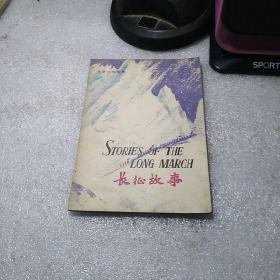 STORIES OF THE
LONG MARCH
长征故事
SPORT